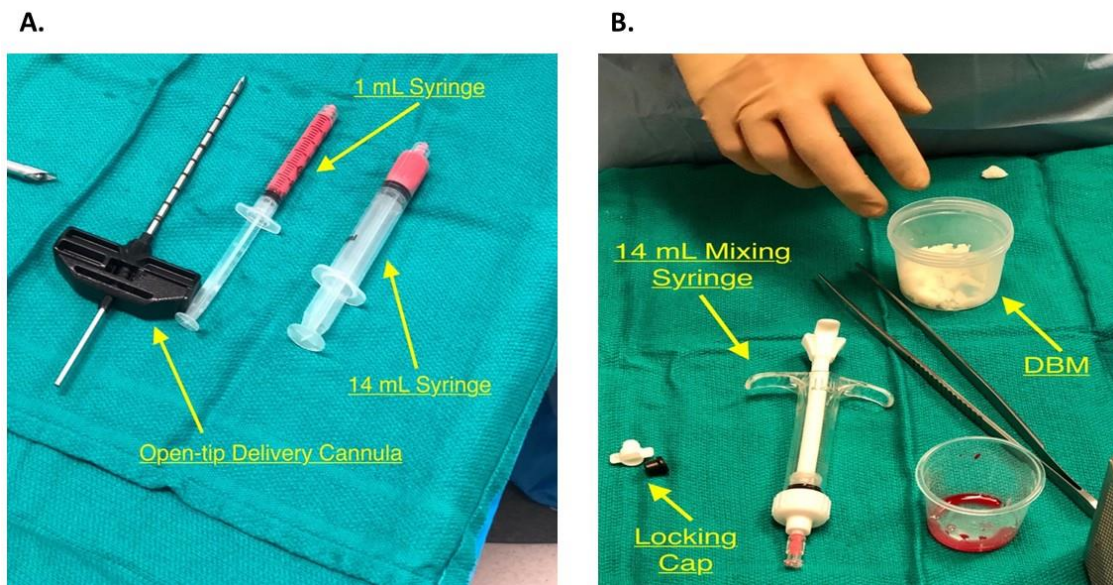 A.
B.
1 mL Syringe
14 mL Syringe
Open-tip Delivery Cannula
14 mL Mixing
Syringe
DBM
Locking
Cap